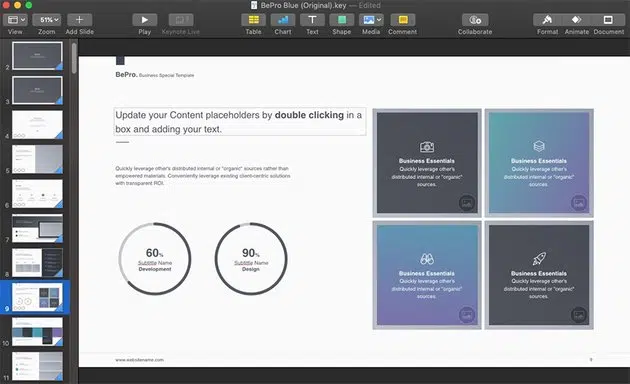 BePro Blue (Original).key — Edited
51%
View Zoom Add Slide Play Keynote Live Table Chart Text Shape Media Comment Collaborate Format Animate Document
2
3
4
5
6
7
8
9
10
11
BePro. Business Special Template
Update your Content placeholders by double clicking in a
box and adding your text.
Quickly leverage other's distributed internal or "organic" sources rather than
empowered materials. Conveniently leverage existing client-centric solutions
with transparent ROI.
60%
Subtitle Name
Development
90%
Subtitle Name
Design
Business Essentials
Quickly leverage other's
distributed internal or "organic"
sources.
Business Essentials
Quickly leverage other's
distributed internal or "organic"
sources.
Business Essentials
Quickly leverage other's
distributed internal or "organic"
sources.
Business Essentials
Quickly leverage other's
distributed internal or "organic"
sources.
www.websitename.com
9